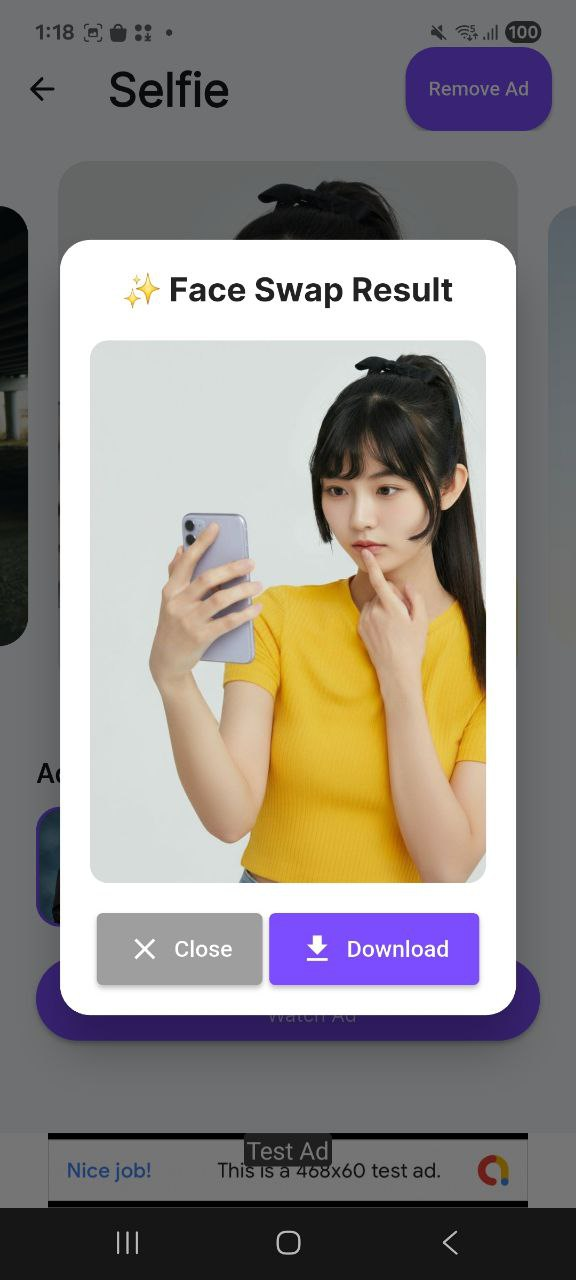 1:18
100
Selfie
Remove Ad
✨ Face Swap Result
Close
Download
Watch Ad
Test Ad
Nice job!
This is a 468x60 test ad.